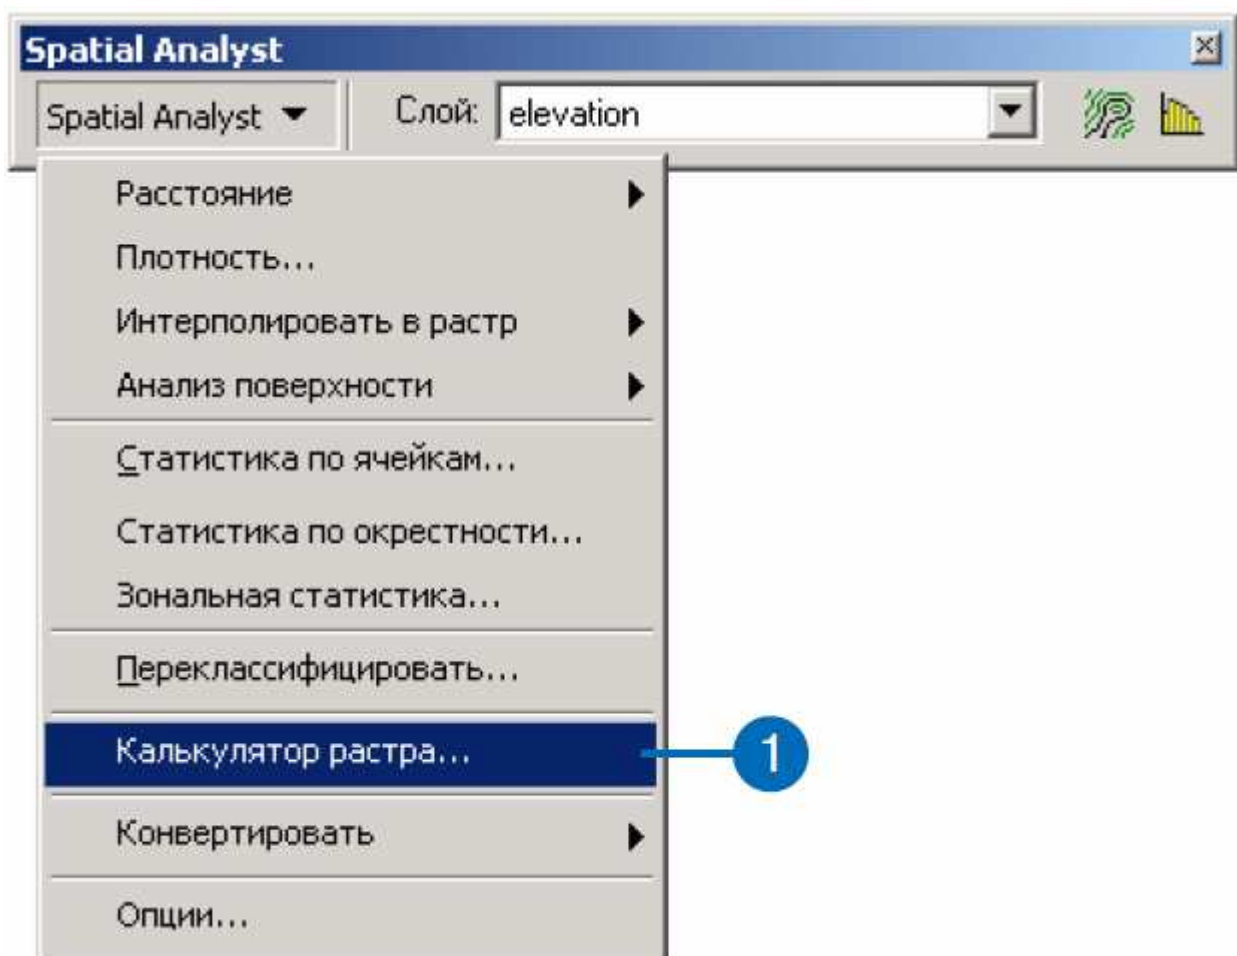 Spatial Analyst
Spatial Analyst Слой: elevation
Расстояние
Плотность...
Интерполировать в растр
Анализ поверхности
Статистика по ячейкам...
Статистика по окрестности...
Зональная статистика...
Переклассифицировать...
Калькулятор растра... 1
Конвертировать
Опции...